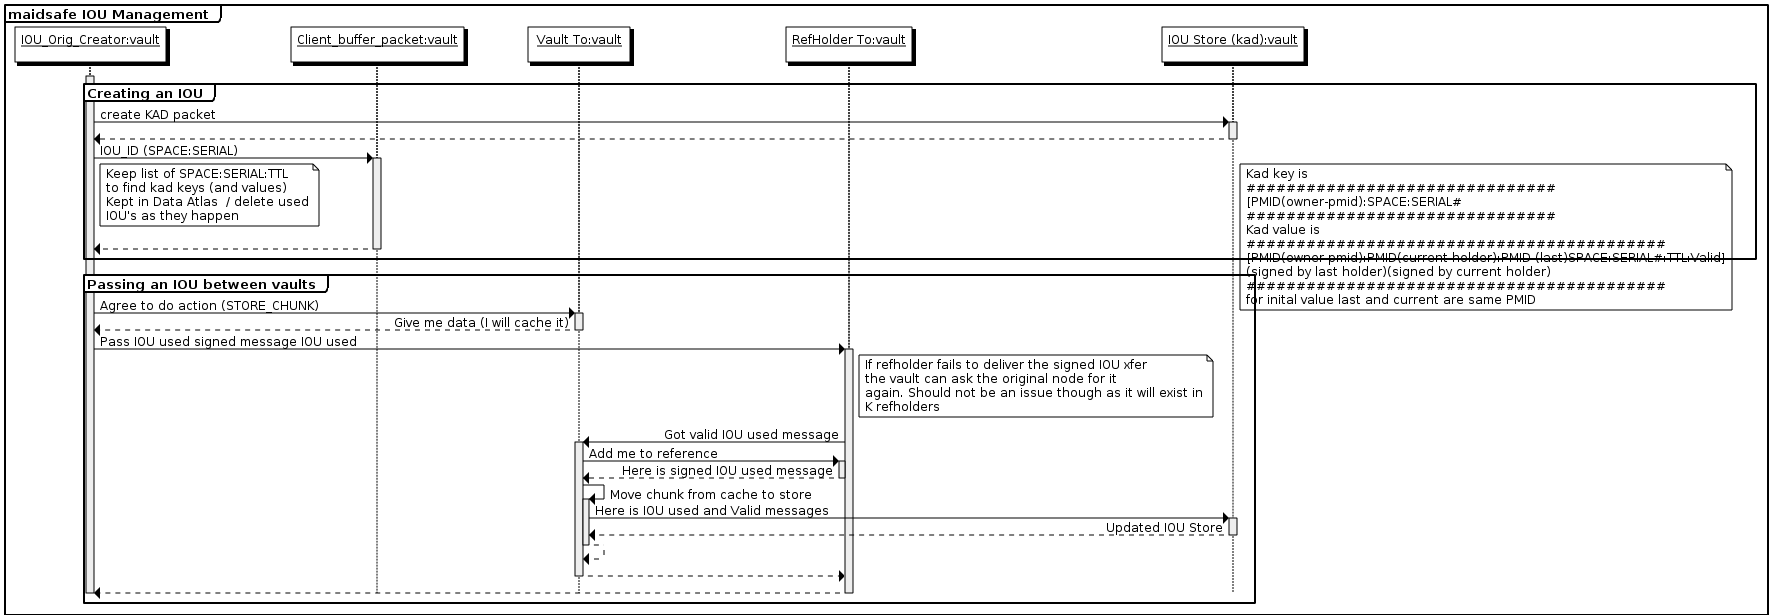 maidsafe IOU Management
IOU_Orig_Creator:vault
Client_buffer_packet:vault
Vault To:vault
RefHolder To:vault
IOU Store (kad):vault
Creating an IOU
create KAD packet
IOU_ID (SPACE:SERIAL)
Keep list of SPACE:SERIAL:TTL
to find kad keys (and values)
Kept in Data Atlas  / delete used
IOU's as they happen
Kad key is
###############################
[PMID(owner-pmid):SPACE:SERIAL#
###############################
Kad value is
##########################################
[PMID(owner-pmid):PMID(current holder):PMID (last)SPACE:SERIAL#:TTL:Valid]
(signed by last holder)(signed by current holder)
##########################################
for inital value last and current are same PMID
Passing an IOU between vaults
Agree to do action (STORE_CHUNK)
Give me data (I will cache it)
Pass IOU used signed message IOU used
If refholder fails to deliver the signed IOU xfer
the vault can ask the original node for it
again. Should not be an issue though as it will exist in
K refholders
Got valid IOU used message
Add me to reference
Here is signed IOU used message
Move chunk from cache to store
Here is IOU used and Valid messages
Updated IOU Store